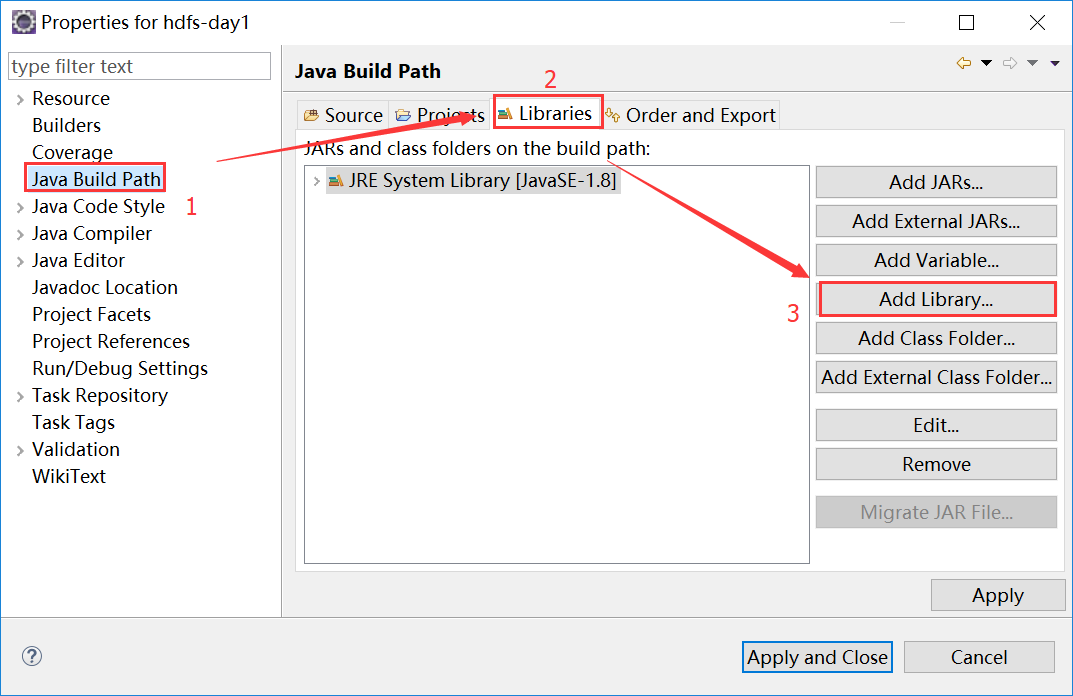 Properties for hdfs-day1
type filter text
Resource
Builders
Coverage
Java Build Path
Java Code Style
Java Compiler
Java Editor
Javadoc Location
Project Facets
Project References
Run/Debug Settings
Task Repository
Task Tags
Validation
WikiText
1
Java Build Path
2
Source Projects Libraries Order and Export
JARs and class folders on the build path:
JRE System Library [JavaSE-1.8]
Add JARs...
Add External JARs...
Add Variable...
3
Add Library...
Add Class Folder...
Add External Class Folder...
Edit...
Remove
Migrate JAR File...
Apply
?
Apply and Close Cancel